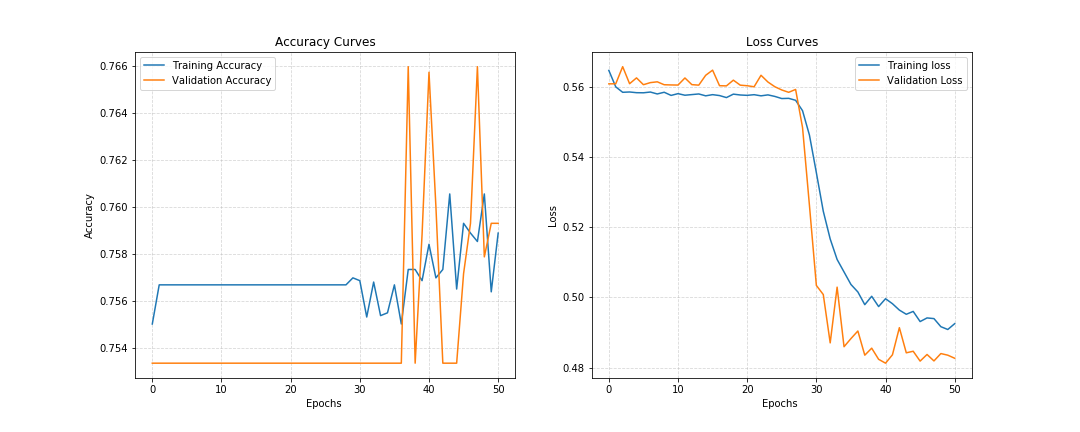 Accuracy Curves
Training Accuracy
Validation Accuracy
0.766
0.764
0.762
0.760
0.758
0.756
0.754
Accuracy
0 10 20 30 40 50
Epochs
Loss Curves
Training loss
Validation Loss
0.56
0.54
0.52
0.50
0.48
Loss
0 10 20 30 40 50
Epochs